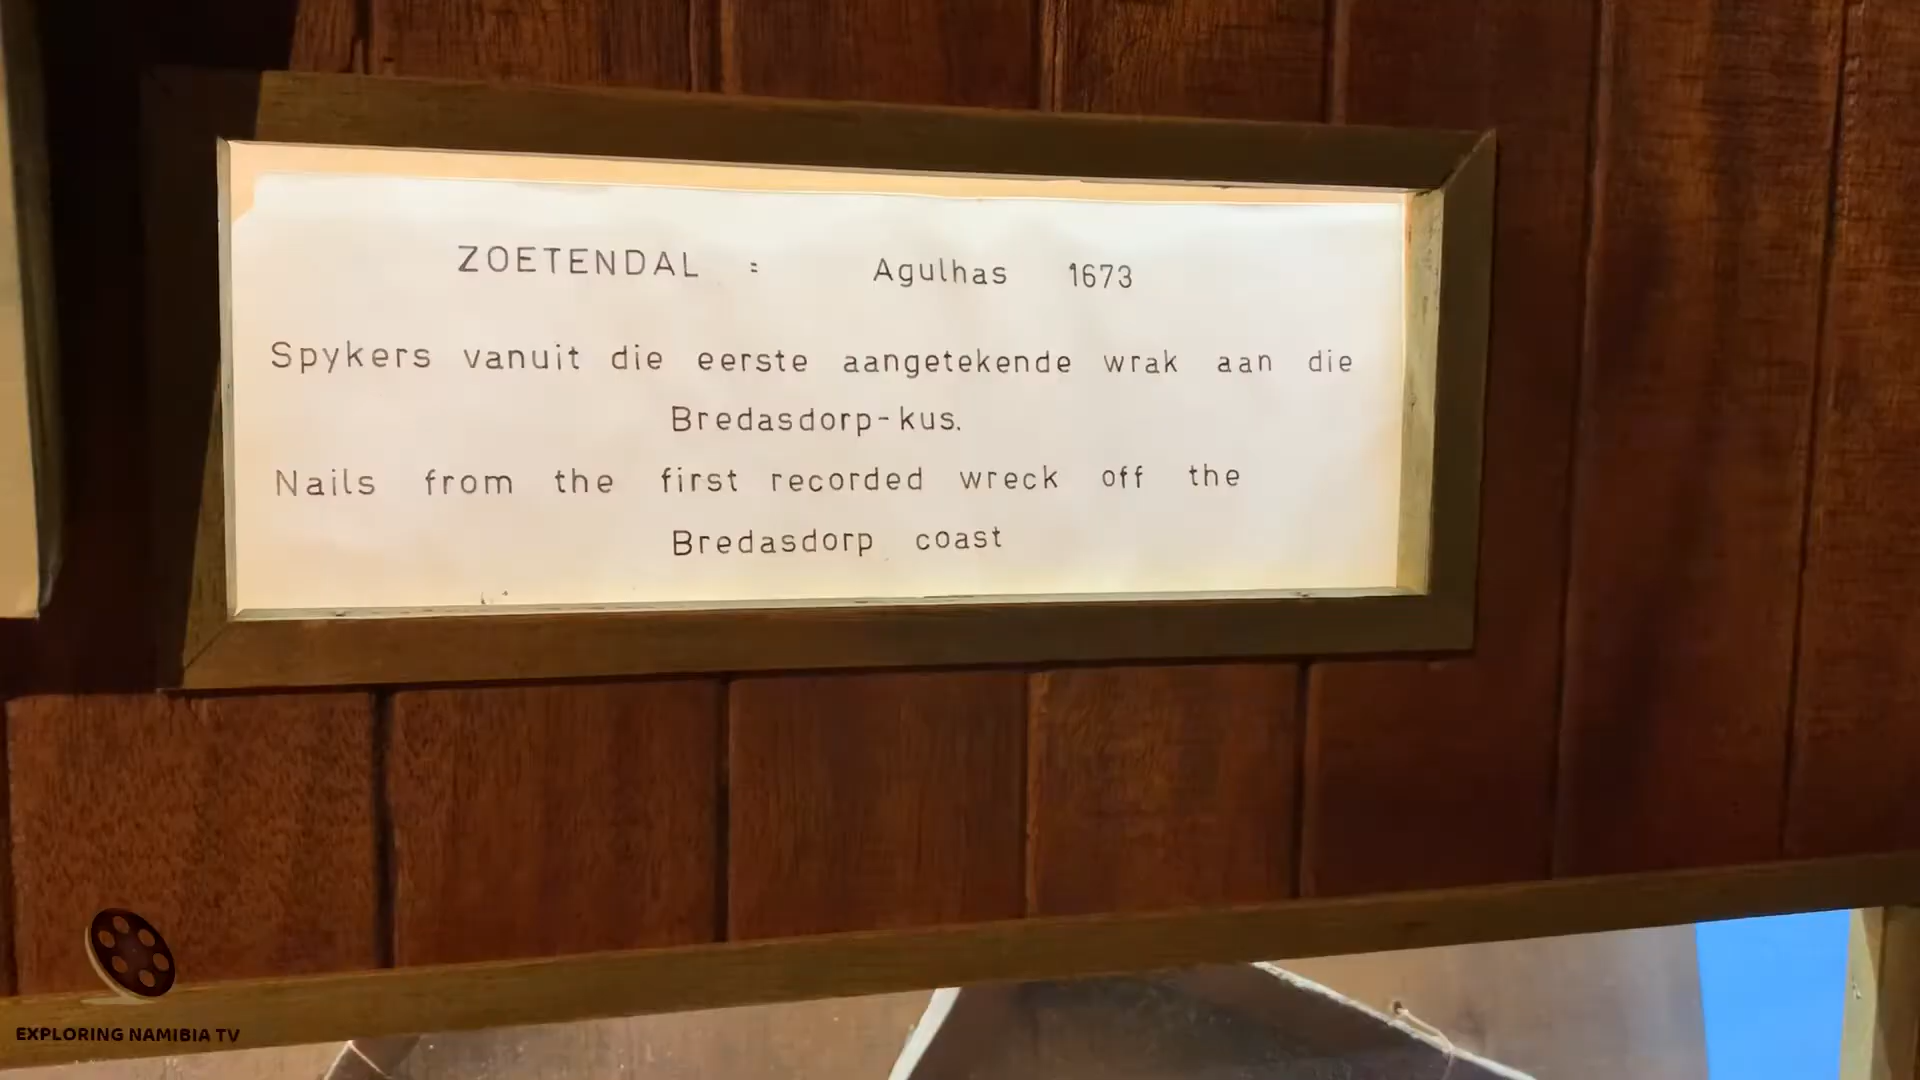 ZOETENDAL : Agulhas 1673
Spykers vanuit die eerste aangetekende wrak aan die
Bredasdorp-kus.
Nails from the first recorded wreck off the
Bredasdorp coast
EXPLORING NAMIBIA TV